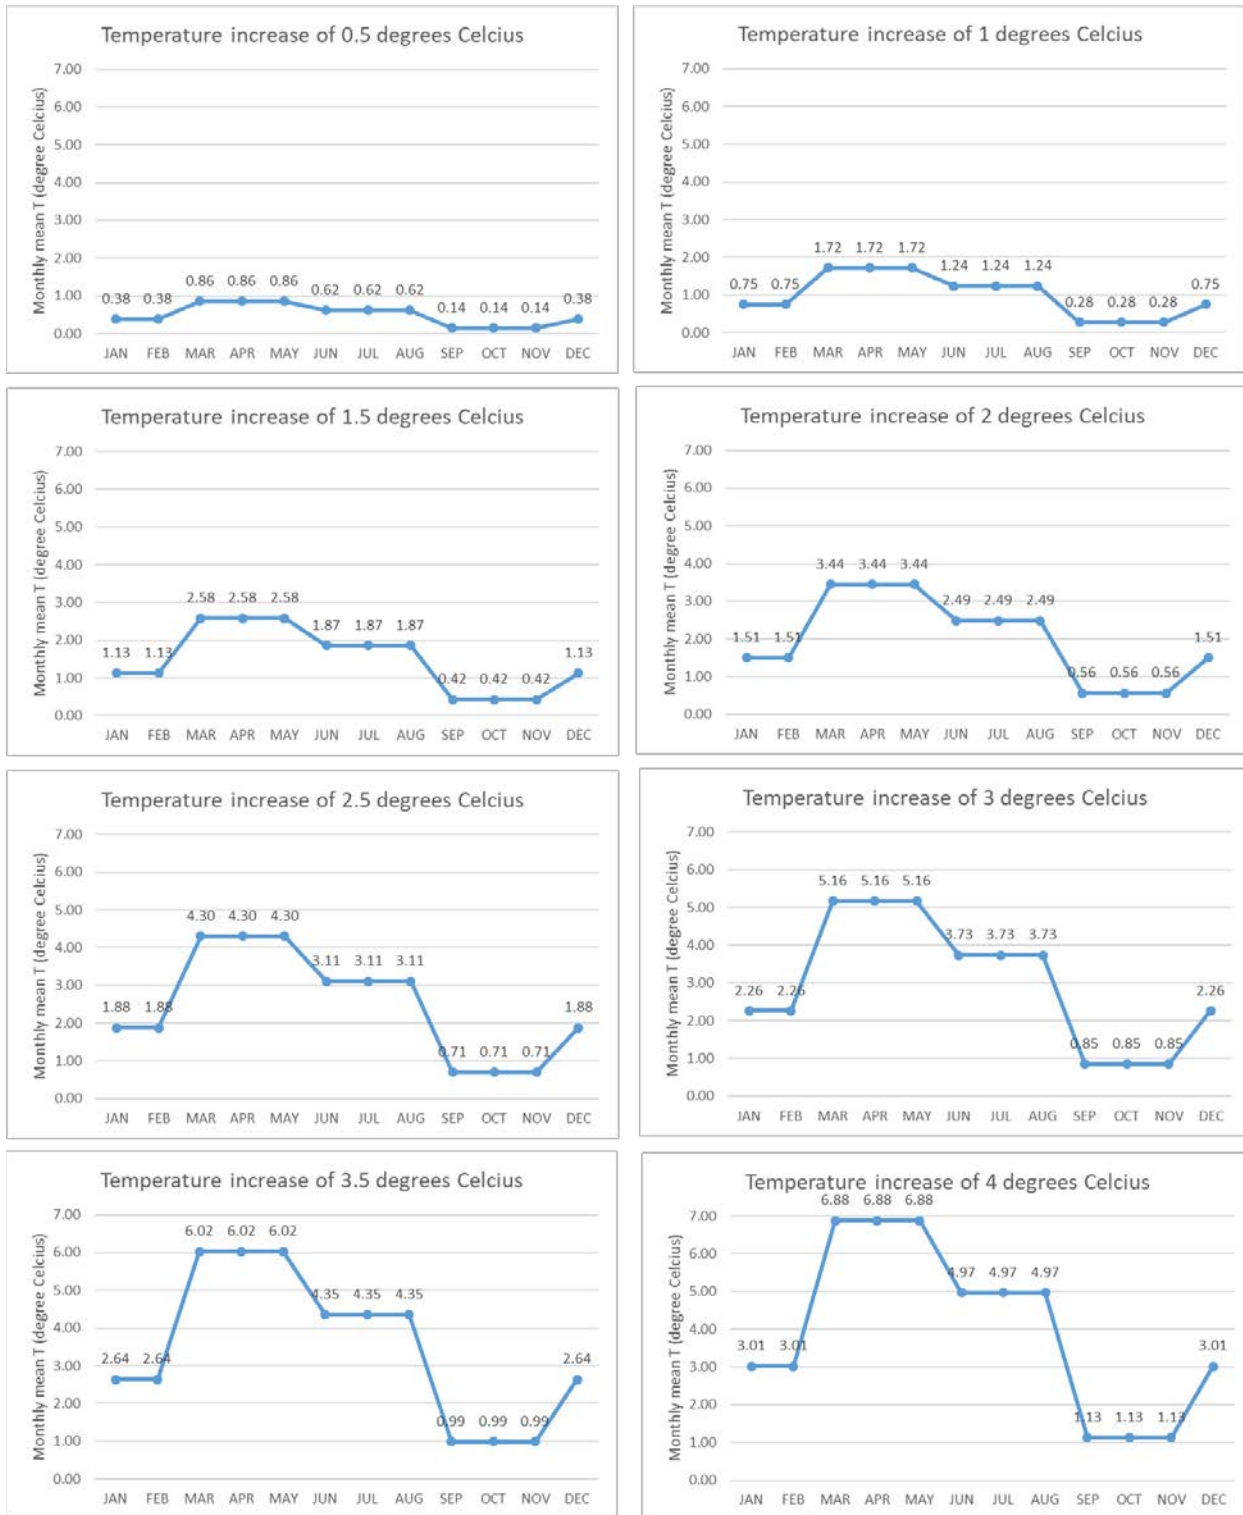 Temperature increase of 0.5 degrees Celcius
Monthly mean T (degree Celcius)
7.00
6.00
5.00
4.00
3.00
2.00
1.00
0.00
0.38 0.38 0.86 0.86 0.86 0.62 0.62 0.62 0.14 0.14 0.14 0.38
JAN FEB MAR APR MAY JUN JUL AUG SEP OCT NOV DEC
Temperature increase of 1 degrees Celcius
Monthly mean T (degree Celcius)
7.00
6.00
5.00
4.00
3.00
2.00
1.00
0.00
0.75 0.75 1.72 1.72 1.72 1.24 1.24 1.24 0.28 0.28 0.28 0.75
JAN FEB MAR APR MAY JUN JUL AUG SEP OCT NOV DEC
Temperature increase of 1.5 degrees Celcius
Monthly mean T (degree Celcius)
7.00
6.00
5.00
4.00
3.00
2.00
1.00
0.00
1.13 1.13 2.58 2.58 2.58 1.87 1.87 1.87 0.42 0.42 0.42 1.13
JAN FEB MAR APR MAY JUN JUL AUG SEP OCT NOV DEC
Temperature increase of 2 degrees Celcius
Monthly mean T (degree Celcius)
7.00
6.00
5.00
4.00
3.00
2.00
1.00
0.00
1.51 1.51 3.44 3.44 3.44 2.49 2.49 2.49 0.56 0.56 0.56 1.51
JAN FEB MAR APR MAY JUN JUL AUG SEP OCT NOV DEC
Temperature increase of 2.5 degrees Celcius
Monthly mean T (degree Celcius)
7.00
6.00
5.00
4.00
3.00
2.00
1.00
0.00
1.88 1.88 4.30 4.30 4.30 3.11 3.11 3.11 0.71 0.71 0.71 1.88
JAN FEB MAR APR MAY JUN JUL AUG SEP OCT NOV DEC
Temperature increase of 3 degrees Celcius
Monthly mean T (degree Celcius)
7.00
6.00
5.00
4.00
3.00
2.00
1.00
0.00
2.26 2.26 5.16 5.16 5.16 3.73 3.73 3.73 0.85 0.85 0.85 2.26
JAN FEB MAR APR MAY JUN JUL AUG SEP OCT NOV DEC
Temperature increase of 3.5 degrees Celcius
Monthly mean T (degree Celcius)
7.00
6.00
5.00
4.00
3.00
2.00
1.00
0.00
2.64 2.64 6.02 6.02 6.02 4.35 4.35 4.35 0.99 0.99 0.99 2.64
JAN FEB MAR APR MAY JUN JUL AUG SEP OCT NOV DEC
Temperature increase of 4 degrees Celcius
Monthly mean T (degree Celcius)
7.00
6.00
5.00
4.00
3.00
2.00
1.00
0.00
3.01 3.01 6.88 6.88 6.88 4.97 4.97 4.97 1.13 1.13 1.13 3.01
JAN FEB MAR APR MAY JUN JUL AUG SEP OCT NOV DEC